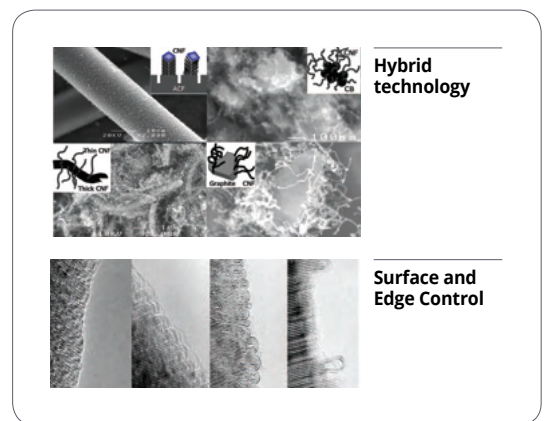 Hybrid
technology
CNF
ACF
CNF
CB
Thin CNF
Thick CNF
Graphite CNF
Surface and
Edge Control